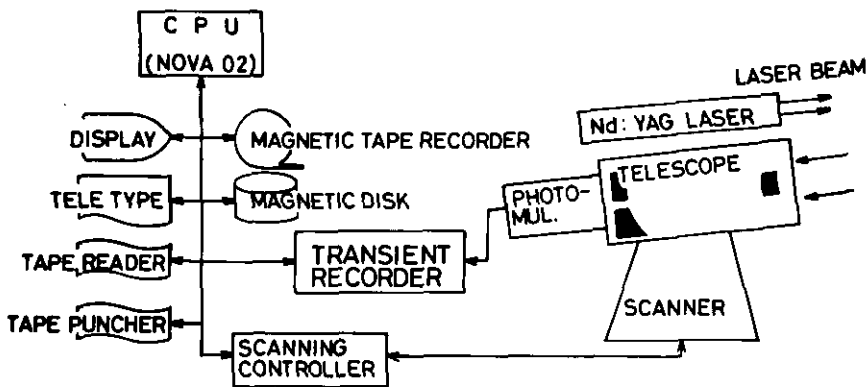 C P U
(NOVA 02)
LASER BEAM
Nd: YAG LASER
DISPLAY
MAGNETIC TAPE RECORDER
TELESCOPE
PHOTO-
MUL.
TELE TYPE
MAGNETIC DISK
TAPE READER
TRANSIENT
RECORDER
SCANNER
TAPE PUNCHER
SCANNING
CONTROLLER